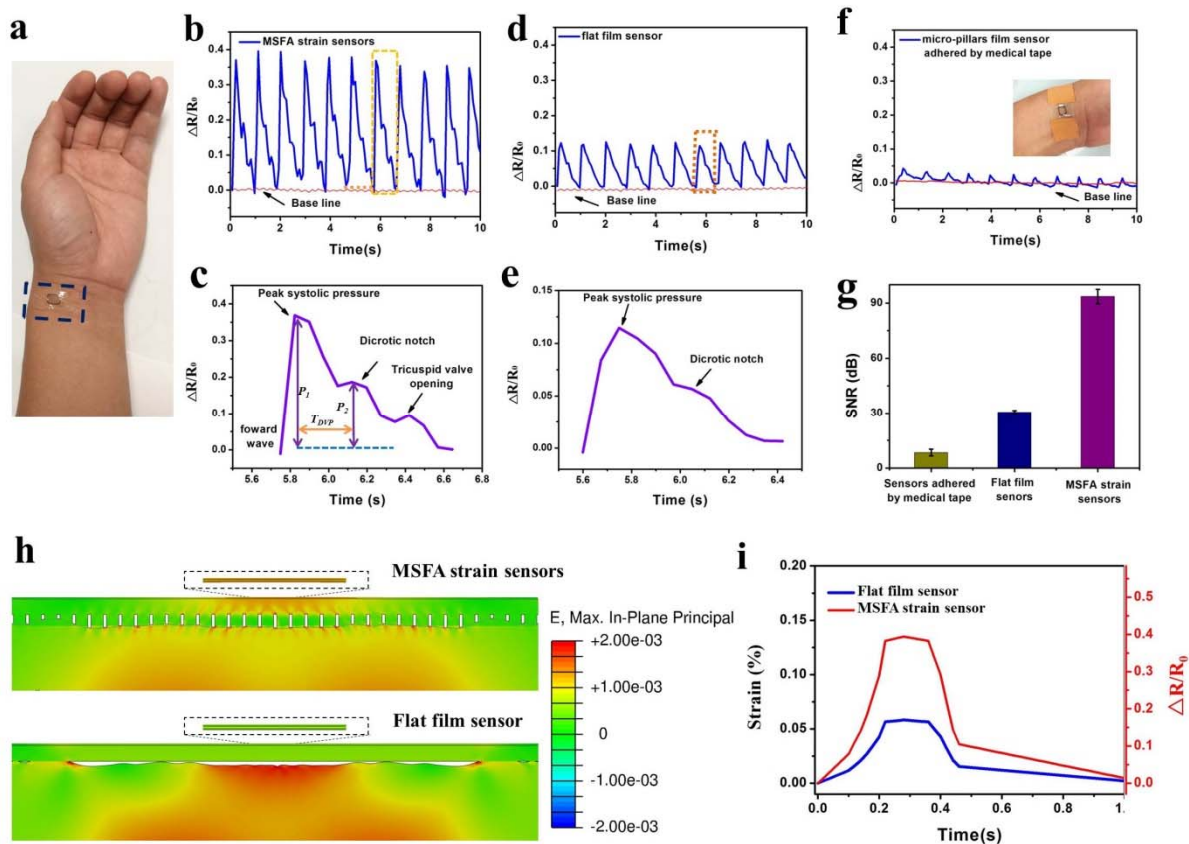 a
b
MSFA strain sensors
0.4
0.3
0.2
0.1
0.0
△R/R₀
Base line
0 2 4 6 8 10
Time(s)
d
flat film sensor
0.4
0.3
0.2
0.1
0.0
△R/R₀
Base line
0 2 4 6 8 10
Time(s)
f
micro-pillars film sensor
adhered by medical tape
0.4
0.3
0.2
0.1
0.0
△R/R₀
Base line
0 2 4 6 8 10
Time(s)
c
Peak systolic pressure
Dicrotic notch
Tricuspid valve
opening
P₁
P₂
T_DVP
foward
wave
0.4
0.3
0.2
0.1
0.0
△R/R₀
5.6 5.8 6.0 6.2 6.4 6.6 6.8
Time (s)
e
Peak systolic pressure
Dicrotic notch
0.15
0.10
0.05
0.00
△R/R₀
5.6 5.8 6.0 6.2 6.4
Time (s)
g
90
60
30
0
SNR (dB)
Sensors adhered
by medical tape
Flat film
senors
MSFA strain
sensors
h
MSFA strain sensors
Flat film sensor
E, Max. In-Plane Principal
+2.00e-03
+1.00e-03
0
-1.00e-03
-2.00e-03
i
Flat film sensor
MSFA strain sensor
0.20
0.15
0.10
0.05
0.00
Strain (%)
0.5
0.4
0.3
0.2
0.1
0.0
△R/R₀
0.0 0.2 0.4 0.6 0.8 1.
Time(s)